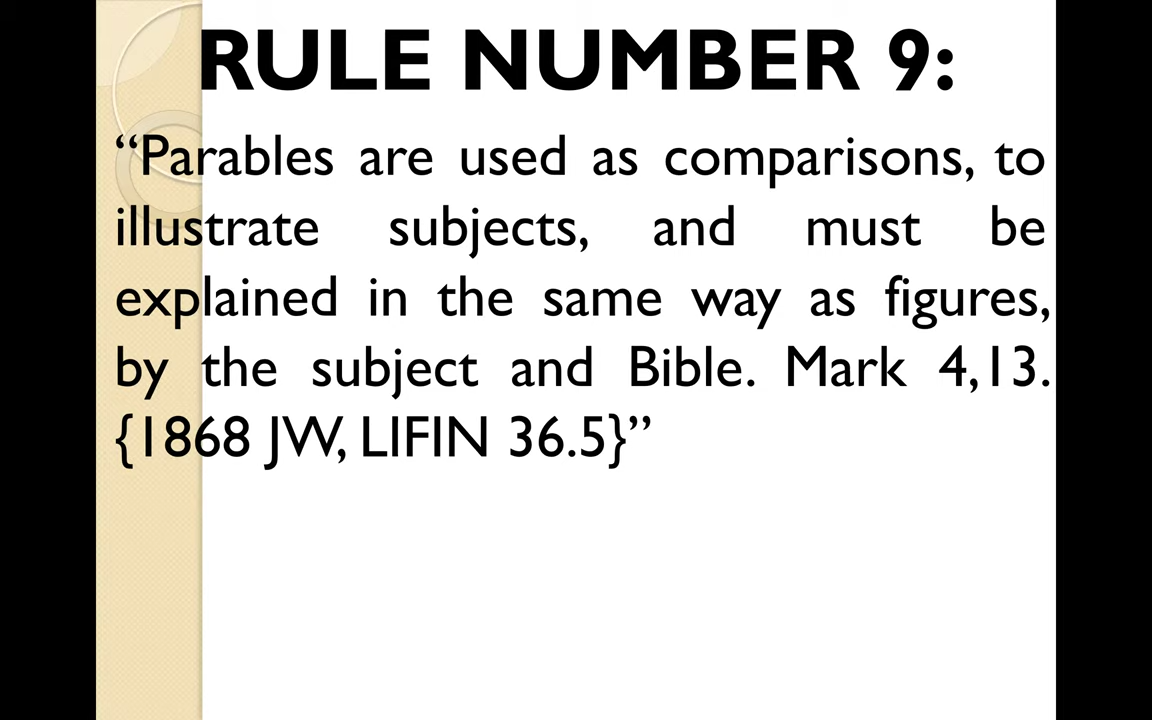 RULE NUMBER 9:
“Parables are used as comparisons, to
illustrate subjects, and must be
explained in the same way as figures,
by the subject and Bible. Mark 4,13.
{1868 JW, LIFIN 36.5}”